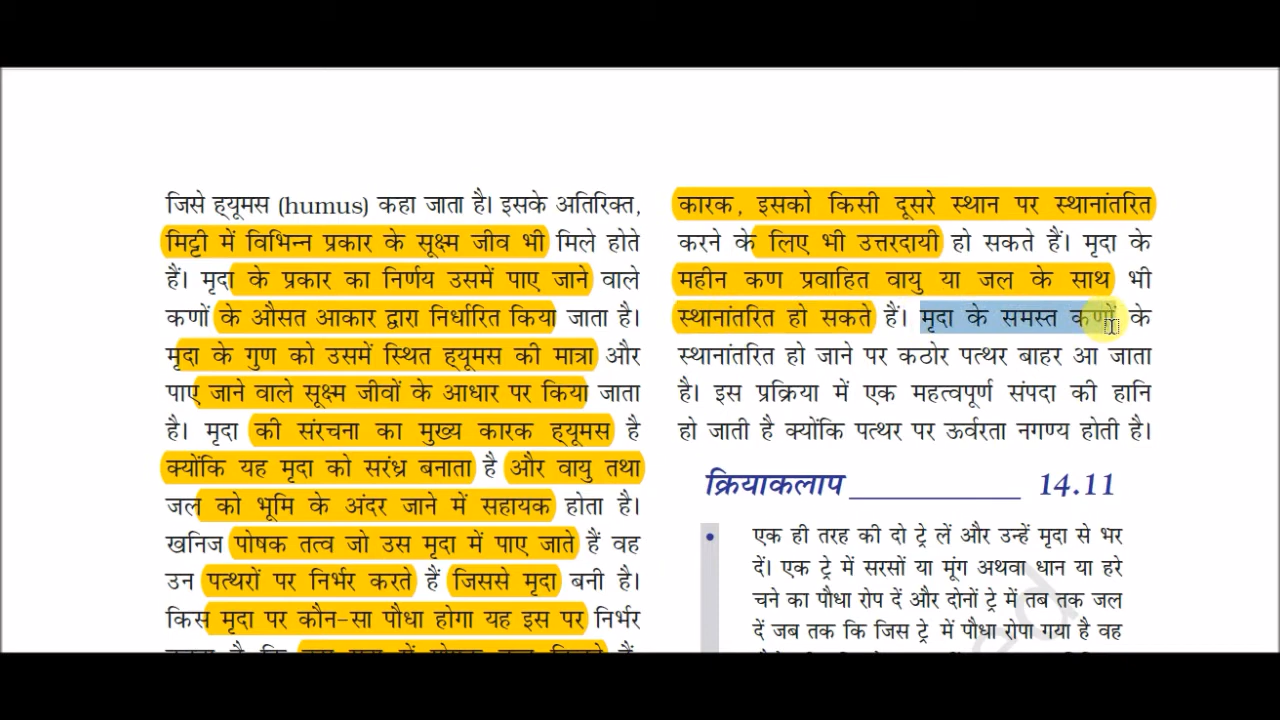 जिसे ह्यूमस (humus) कहा जाता है। इसके अतिरिक्त,
मिट्टी में विभिन्न प्रकार के सूक्ष्म जीव भी मिले होते
हैं। मृदा के प्रकार का निर्णय उसमें पाए जाने वाले
कणों के औसत आकार द्वारा निर्धारित किया जाता है।
मृदा के गुण को उसमें स्थित ह्यूमस की मात्रा और
पाए जाने वाले सूक्ष्म जीवों के आधार पर किया जाता
है। मृदा की संरचना का मुख्य कारक ह्यूमस है
क्योंकि यह मृदा को सरंध्र बनाता है और वायु तथा
जल को भूमि के अंदर जाने में सहायक होता है।
खनिज पोषक तत्व जो उस मृदा में पाए जाते हैं वह
उन पत्थरों पर निर्भर करते हैं जिससे मृदा बनी है।
किस मृदा पर कौन-सा पौधा होगा यह इस पर निर्भर
कारक, इसको किसी दूसरे स्थान पर स्थानांतरित
करने के लिए भी उत्तरदायी हो सकते हैं। मृदा के
महीन कण प्रवाहित वायु या जल के साथ भी
स्थानांतरित हो सकते हैं। मृदा के समस्त कणों के
स्थानांतरित हो जाने पर कठोर पत्थर बाहर आ जाता
है। इस प्रक्रिया में एक महत्वपूर्ण संपदा की हानि
हो जाती है क्योंकि पत्थर पर ऊर्वरता नगण्य होती है।
क्रियाकलाप ____________ 14.11
• एक ही तरह की दो ट्रे लें और उन्हें मृदा से भर
दें। एक ट्रे में सरसों या मूंग अथवा धान या हरे
चने का पौधा रोप दें और दोनों ट्रे में तब तक जल
दें जब तक कि जिस ट्रे में पौधा रोपा गया है वह